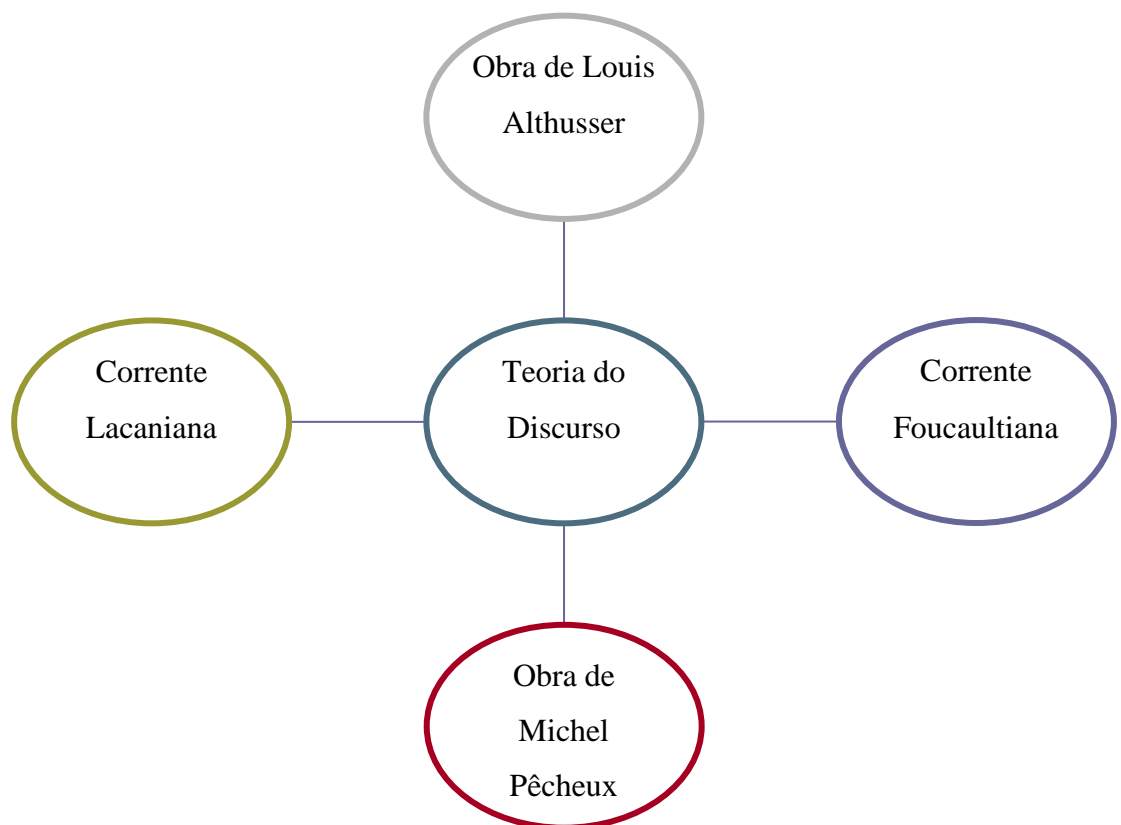 Obra de Louis
Althusser
Corrente
Lacaniana
Teoria do
Discurso
Corrente
Foucaultiana
Obra de
Michel
Pêcheux